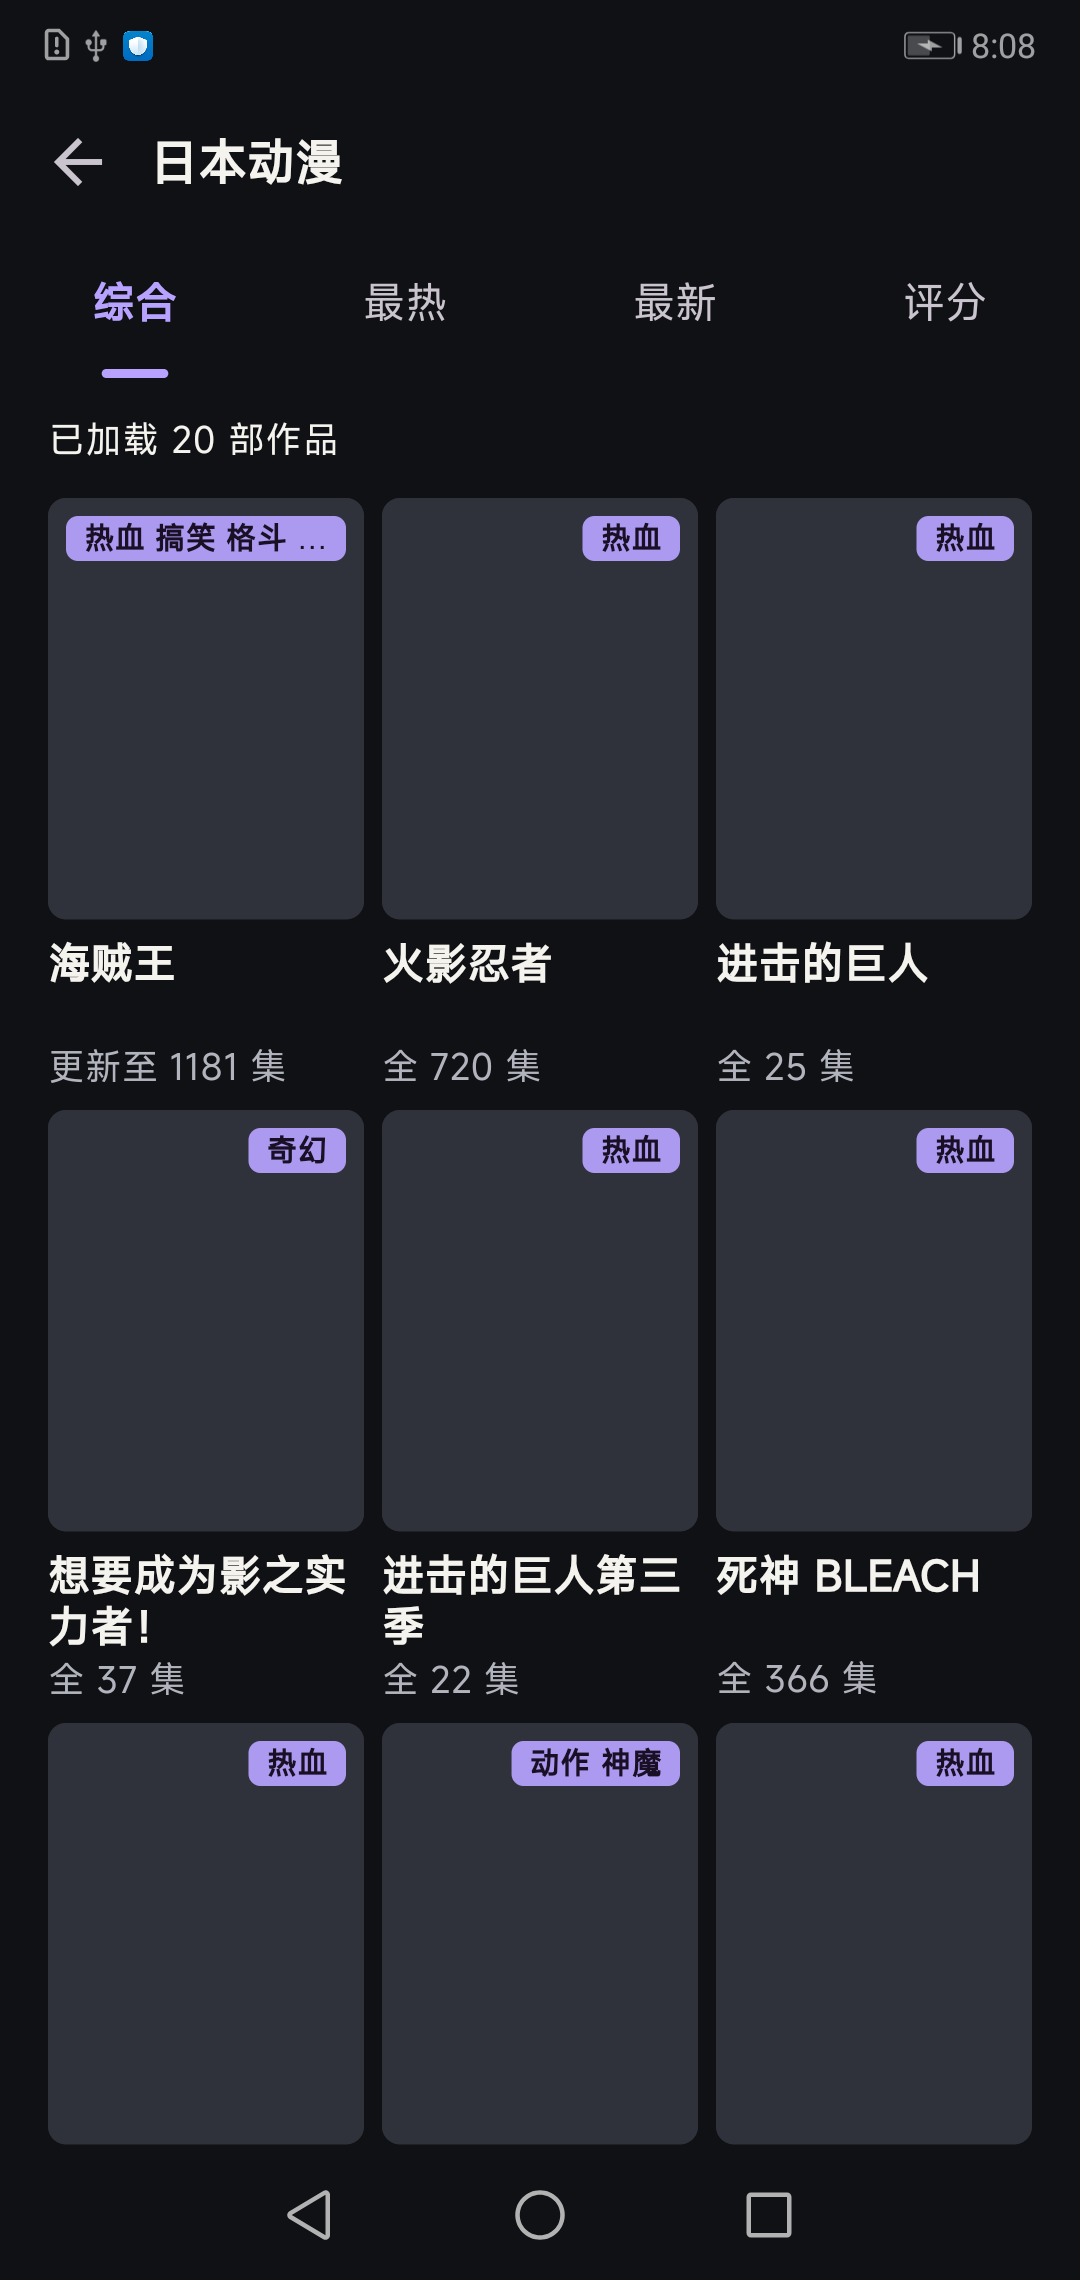 8:08
日本动漫
综合 最热 最新 评分
已加载 20 部作品
热血 搞笑 格斗 ...
热血
热血
海贼王
火影忍者
进击的巨人
更新至 1181 集
全 720 集
全 25 集
奇幻
热血
热血
想要成为影之实
力者!
进击的巨人第三
季
死神 BLEACH
全 37 集
全 22 集
全 366 集
热血
动作 神魔
热血